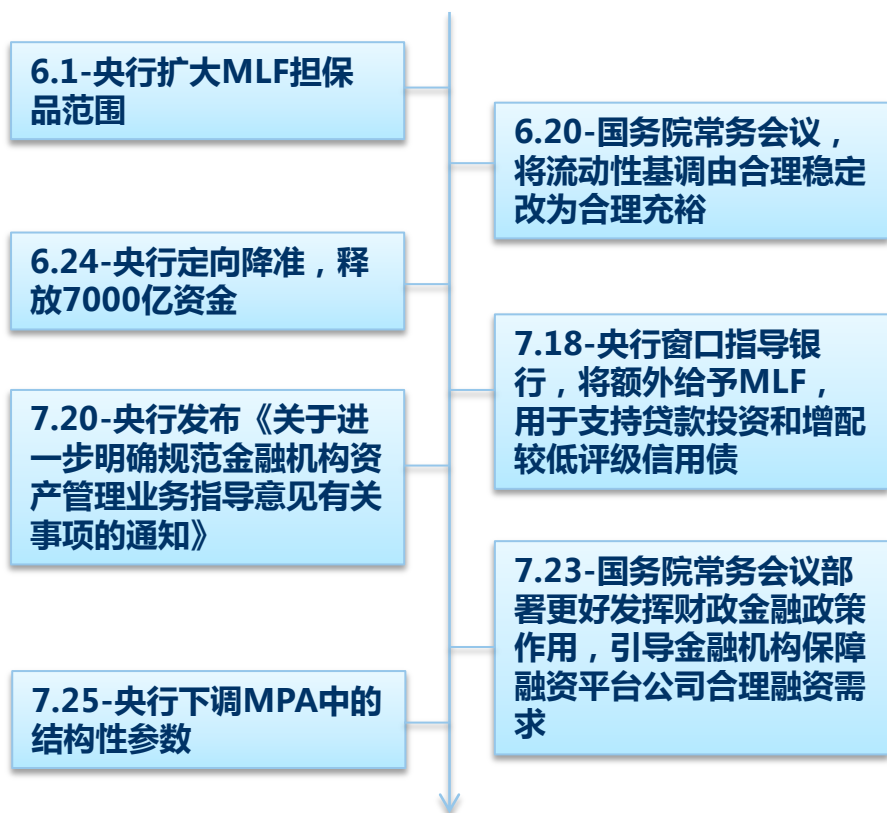 6.1-央行扩大MLF担保
品范围
6.20-国务院常务会议，
将流动性基调由合理稳定
改为合理充裕
6.24-央行定向降准，释
放7000亿资金
7.18-央行窗口指导银
行，将额外给予MLF，
用于支持贷款投资和增配
较低评级信用债
7.20-央行发布《关于进
一步明确规范金融机构资
产管理业务指导意见有关
事项的通知》
7.23-国务院常务会议部
署更好发挥财政金融政策
作用，引导金融机构保障
融资平台公司合理融资需
求
7.25-央行下调MPA中的
结构性参数